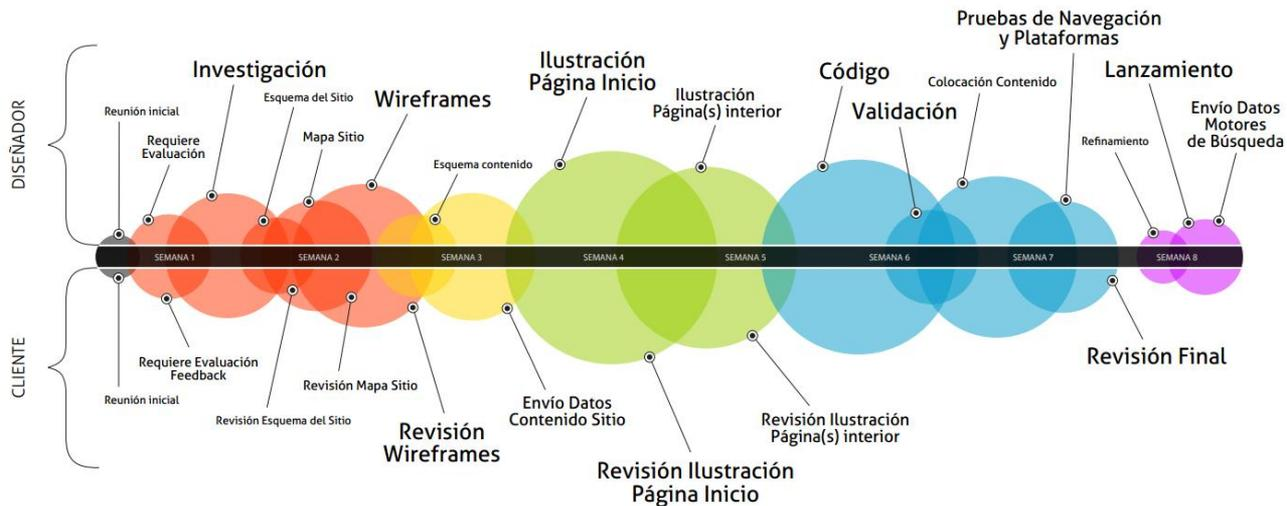 DISEÑADOR
Reunión inicial
Requiere
Evaluación
Investigación
Esquema del Sitio
Mapa Sitio
Wireframes
Esquema contenido
Ilustración
Página Inicio
Ilustración
Página(s) interior
Código
Validación
Colocación Contenido
Pruebas de Navegación
y Plataformas
Refinamiento
Lanzamiento
Envío Datos
Motores
de Búsqueda
SEMANA 1
SEMANA 2
SEMANA 3
SEMANA 4
SEMANA 5
SEMANA 6
SEMANA 7
SEMANA 8
CLIENTE
Reunión inicial
Requiere Evaluación
Feedback
Revisión Esquema del Sitio
Revisión Mapa Sitio
Revisión
Wireframes
Envío Datos
Contenido Sitio
Revisión Ilustración
Página Inicio
Revisión Ilustración
Página(s) interior
Revisión Final